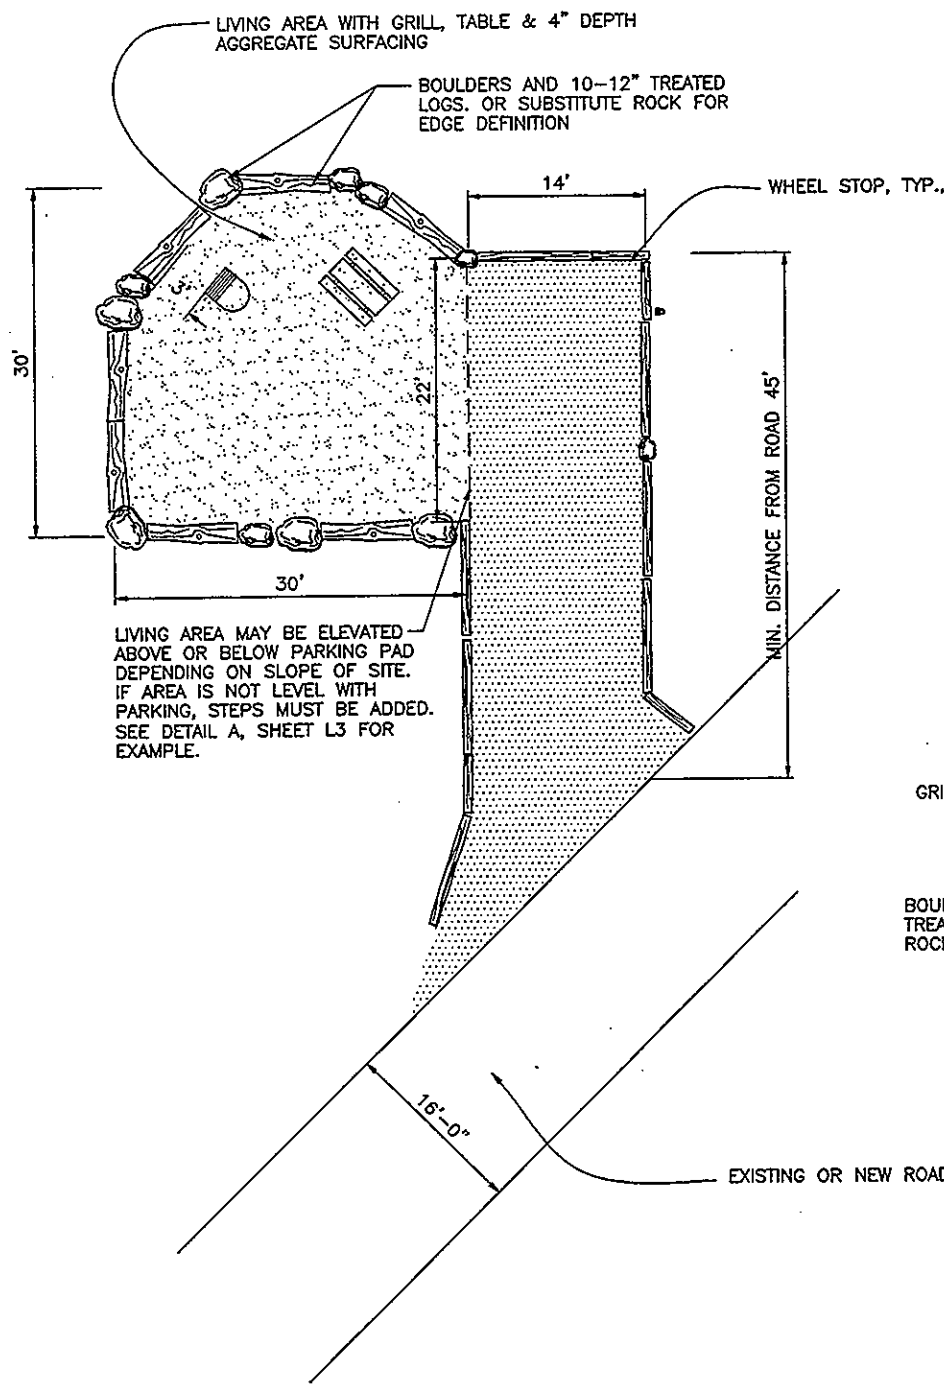 LIVING AREA WITH GRILL, TABLE & 4" DEPTH
AGGREGATE SURFACING
BOULDERS AND 10–12" TREATED
LOGS. OR SUBSTITUTE ROCK FOR
EDGE DEFINITION
14'
WHEEL STOP, TYP.,
3'
30'
22'
MIN. DISTANCE FROM ROAD 45'
30'
LIVING AREA MAY BE ELEVATED
ABOVE OR BELOW PARKING PAD
DEPENDING ON SLOPE OF SITE.
IF AREA IS NOT LEVEL WITH
PARKING, STEPS MUST BE ADDED.
SEE DETAIL A, SHEET L3 FOR
EXAMPLE.
GRI
BOUL
TREA
ROCK
16'-0"
EXISTING OR NEW ROAD